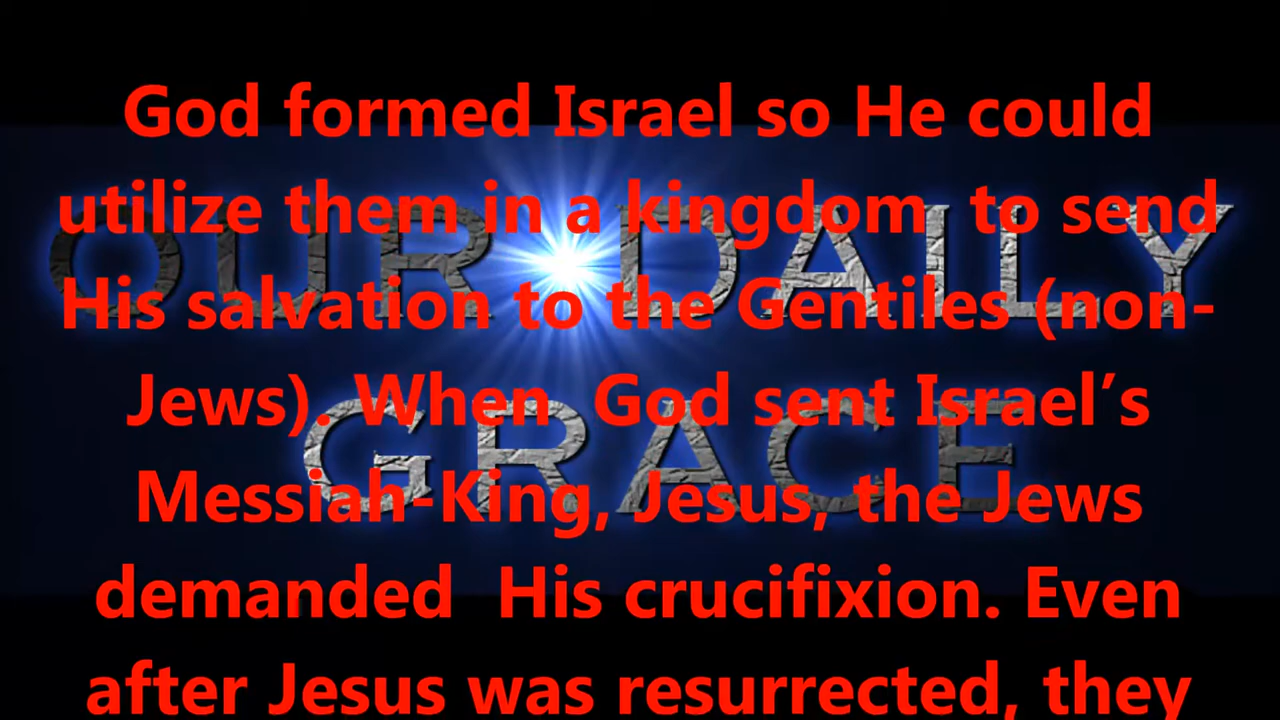 God formed Israel so He could
utilize them in a kingdom to send
OUR DAILY
His salvation to the Gentiles (non-
Jews). When God sent Israel’s
GRACE
Messiah-King, Jesus, the Jews
demanded His crucifixion. Even
after Jesus was resurrected, they